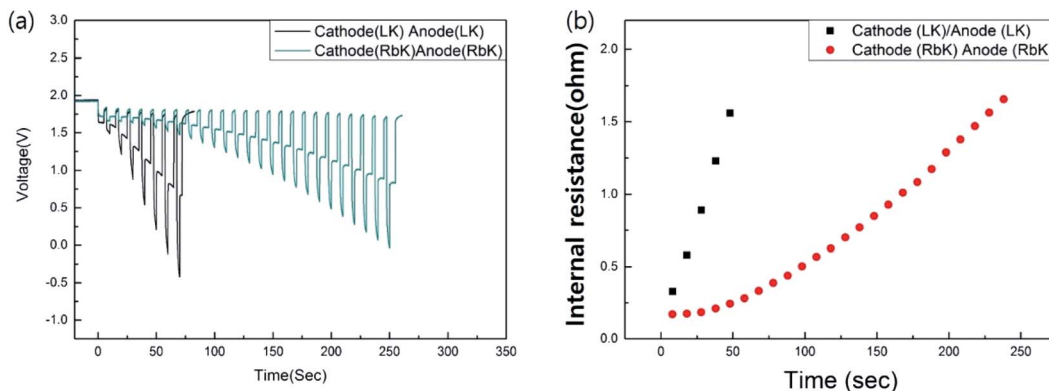 (a)
Cathode(LK) Anode(LK)
Cathode(RbK)Anode(RbK)
Voltage(V)
3.0
2.5
2.0
1.5
1.0
0.5
0.0
-0.5
-1.0
0 50 100 150 200 250 300 350
Time(Sec)
(b)
Cathode (LK)/Anode (LK)
Cathode (RbK) Anode (RbK
Internal resistance(ohm)
2.0
1.5
1.0
0.5
0.0
0 50 100 150 200 250
Time (sec)